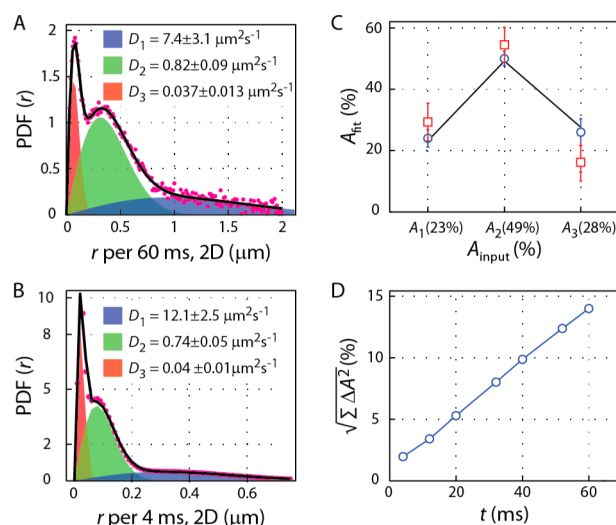 A
D₁ = 7.4±3.1 μm²s⁻¹
D₂ = 0.82±0.09 μm²s⁻¹
D₃ = 0.037±0.013 μm²s⁻¹
PDF (r)
2
1.5
1
0.5
0
0 0.5 1 1.5 2
r per 60 ms, 2D (μm)
B
D₁ = 12.1±2.5 μm²s⁻¹
D₂ = 0.74±0.05 μm²s⁻¹
D₃ = 0.04 ±0.01μm²s⁻¹
PDF (r)
10
8
5
2
0
0 0.2 0.4 0.6
r per 4 ms, 2D (μm)
C
A_fit (%)
60
40
20
0
A₁(23%) A₂(49%) A₃(28%)
A_input (%)
D
√Σ ΔA² (%)
15
10
5
0
0 20 40 60
t (ms)